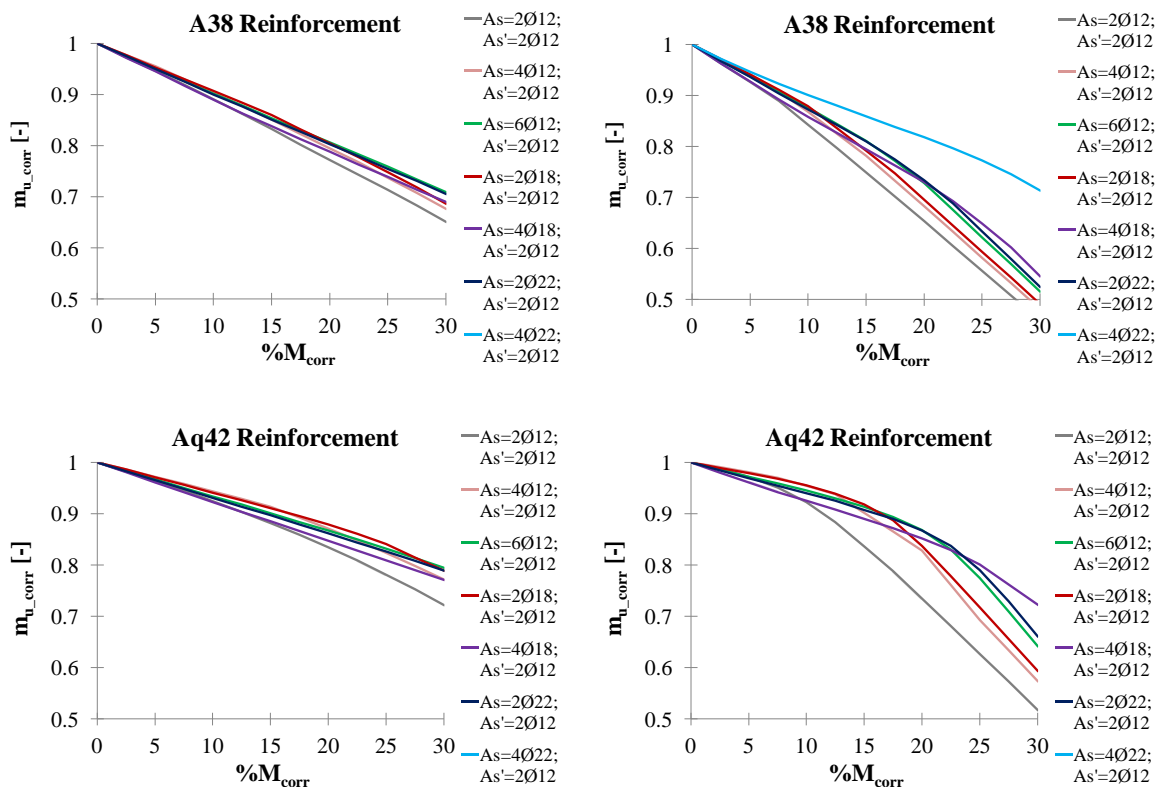 A38 Reinforcement
1
0.9
0.8
0.7
0.6
0.5
m_u_corr [-]
0 5 10 15 20 25 30
%M_corr
As=2Ø12;
As'=2Ø12
As=4Ø12;
As'=2Ø12
As=6Ø12;
As'=2Ø12
As=2Ø18;
As'=2Ø12
As=4Ø18;
As'=2Ø12
As=2Ø22;
As'=2Ø12
As=4Ø22;
As'=2Ø12
A38 Reinforcement
1
0.9
0.8
0.7
0.6
0.5
m_u_corr [-]
0 5 10 15 20 25 30
%M_corr
As=2Ø12;
As'=2Ø12
As=4Ø12;
As'=2Ø12
As=6Ø12;
As'=2Ø12
As=2Ø18;
As'=2Ø12
As=4Ø18;
As'=2Ø12
As=2Ø22;
As'=2Ø12
As=4Ø22;
As'=2Ø12
Aq42 Reinforcement
1
0.9
0.8
0.7
0.6
0.5
m_u_corr [-]
0 5 10 15 20 25 30
%M_corr
As=2Ø12;
As'=2Ø12
As=4Ø12;
As'=2Ø12
As=6Ø12;
As'=2Ø12
As=2Ø18;
As'=2Ø12
As=4Ø18;
As'=2Ø12
As=2Ø22;
As'=2Ø12
As=4Ø22;
As'=2Ø12
Aq42 Reinforcement
1
0.9
0.8
0.7
0.6
0.5
m_u_corr [-]
0 5 10 15 20 25 30
%M_corr
As=2Ø12;
As'=2Ø12
As=4Ø12;
As'=2Ø12
As=6Ø12;
As'=2Ø12
As=2Ø18;
As'=2Ø12
As=4Ø18;
As'=2Ø12
As=2Ø22;
As'=2Ø12
As=4Ø22;
As'=2Ø12